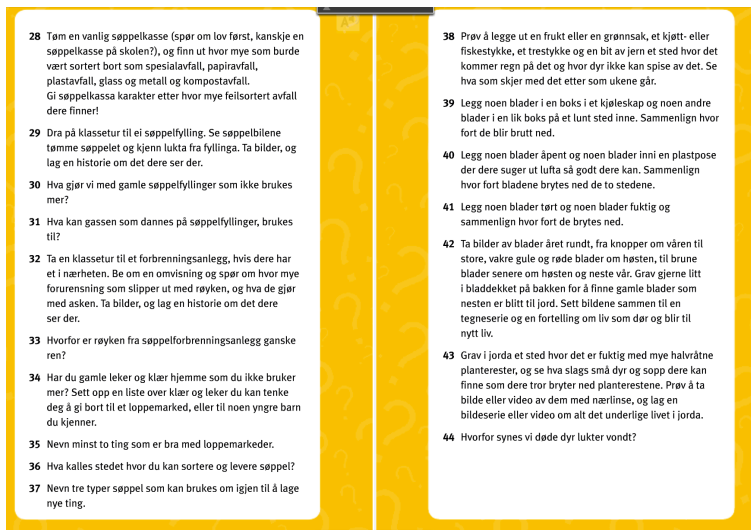 28 Tøm en vanlig søppelkasse (spør om lov først, kanskje en
søppelkasse på skolen?), og finn ut hvor mye som burde
vært sortert bort som spesialavfall, papiravfall,
plastavfall, glass og metall og kompostavfall.
Gi søppelkassa karakter etter hvor mye feilsortert avfall
dere finner!
29 Dra på klassetur til ei søppelfylling. Se søppelbilene
tømme søppelet og kjenn lukta fra fyllinga. Ta bilder, og
lag en historie om det dere ser der.
30 Hva gjør vi med gamle søppelfyllinger som ikke brukes
mer?
31 Hva kan gassen som dannes på søppelfyllinger, brukes
til?
32 Ta en klassetur til et forbrenningsanlegg, hvis dere har
et i nærheten. Be om en omvisning og spør om hvor mye
forurensning som slipper ut med røyken, og hva de gjør
med asken. Ta bilder, og lag en historie om det dere
ser der.
33 Hvorfor er røyken fra søppelforbrenningsanlegg ganske
ren?
34 Har du gamle leker og klær hjemme som du ikke bruker
mer? Sett opp en liste over klær og leker du kan tenke
deg å gi bort til et loppemarked, eller til noen yngre barn
du kjenner.
35 Nevn minst to ting som er bra med loppemarkeder.
36 Hva kalles stedet hvor du kan sortere og levere søppel?
37 Nevn tre typer søppel som kan brukes om igjen til å lage
nye ting.
38 Prøv å legge ut en frukt eller en grønnsak, et kjøtt- eller
fiskestykke, et trestykke og en bit av jern et sted hvor det
kommer regn på det og hvor dyr ikke kan spise av det. Se
hva som skjer med det etter som ukene går.
39 Legg noen blader i en boks i et kjøleskap og noen andre
blader i en lik boks på et lunt sted inne. Sammenlign hvor
fort de blir brutt ned.
40 Legg noen blader åpent og noen blader inni en plastpose
der dere suger ut lufta så godt dere kan. Sammenlign
hvor fort bladene brytes ned de to stedene.
41 Legg noen blader tørt og noen blader fuktig og
sammenlign hvor fort de brytes ned.
42 Ta bilder av blader året rundt, fra knopper om våren til
store, vakre gule og røde blader om høsten, til brune
blader senere om høsten og neste vår. Grav gjerne litt
i bladdekket på bakken for å finne gamle blader som
nesten er blitt til jord. Sett bildene sammen til en
tegneserie og en fortelling om liv som dør og blir til
nytt liv.
43 Grav i jorda et sted hvor det er fuktig med mye halvråtne
planterester, og se hva slags små dyr og sopp dere kan
finne som dere tror bryter ned planterestene. Prøv å ta
bilde eller video av dem med nærlinse, og lag en
bildeserie eller video om alt det underlige livet i jorda.
44 Hvorfor synes vi døde dyr lukter vondt?